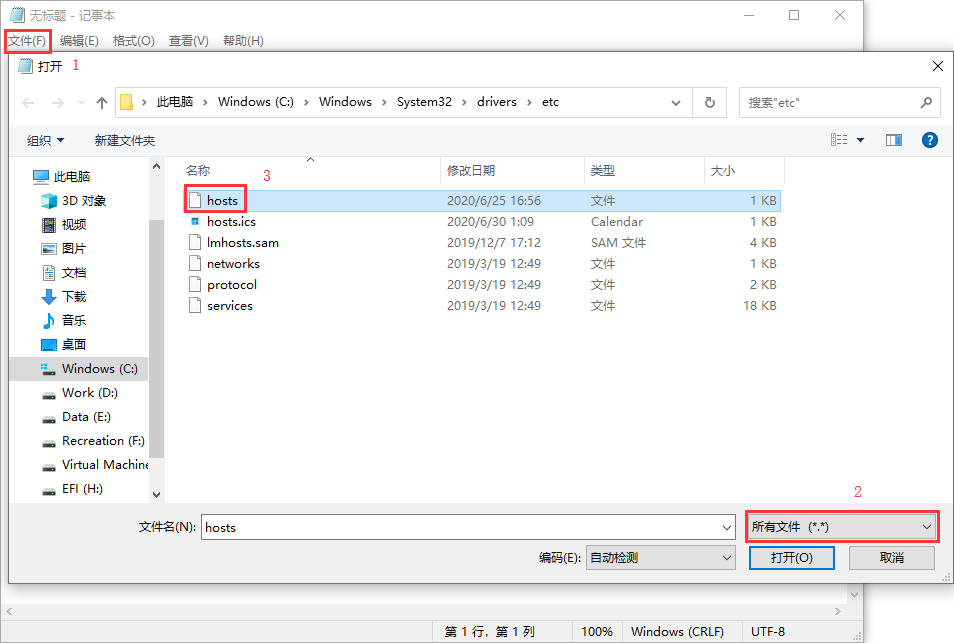 无标题 - 记事本
文件(F) 编辑(E) 格式(O) 查看(V) 帮助(H)
打开 1
此电脑 › Windows (C:) › Windows › System32 › drivers › etc
搜索"etc"
组织 新建文件夹
名称 修改日期 类型 大小
3
hosts 2020/6/25 16:56 文件 1 KB
hosts.ics 2020/6/30 1:09 Calendar 1 KB
lmhosts.sam 2019/12/7 17:12 SAM 文件 4 KB
networks 2019/3/19 12:49 文件 1 KB
protocol 2019/3/19 12:49 文件 2 KB
services 2019/3/19 12:49 文件 18 KB
此电脑
3D 对象
视频
图片
文档
下载
音乐
桌面
Windows (C:)
Work (D:)
Data (E:)
Recreation (F:)
Virtual Machine
EFI (H:)
2
文件名(N): hosts
所有文件 (*.*)
编码(E): 自动检测
打开(O) 取消
第 1 行，第 1 列 100% Windows (CRLF) UTF-8